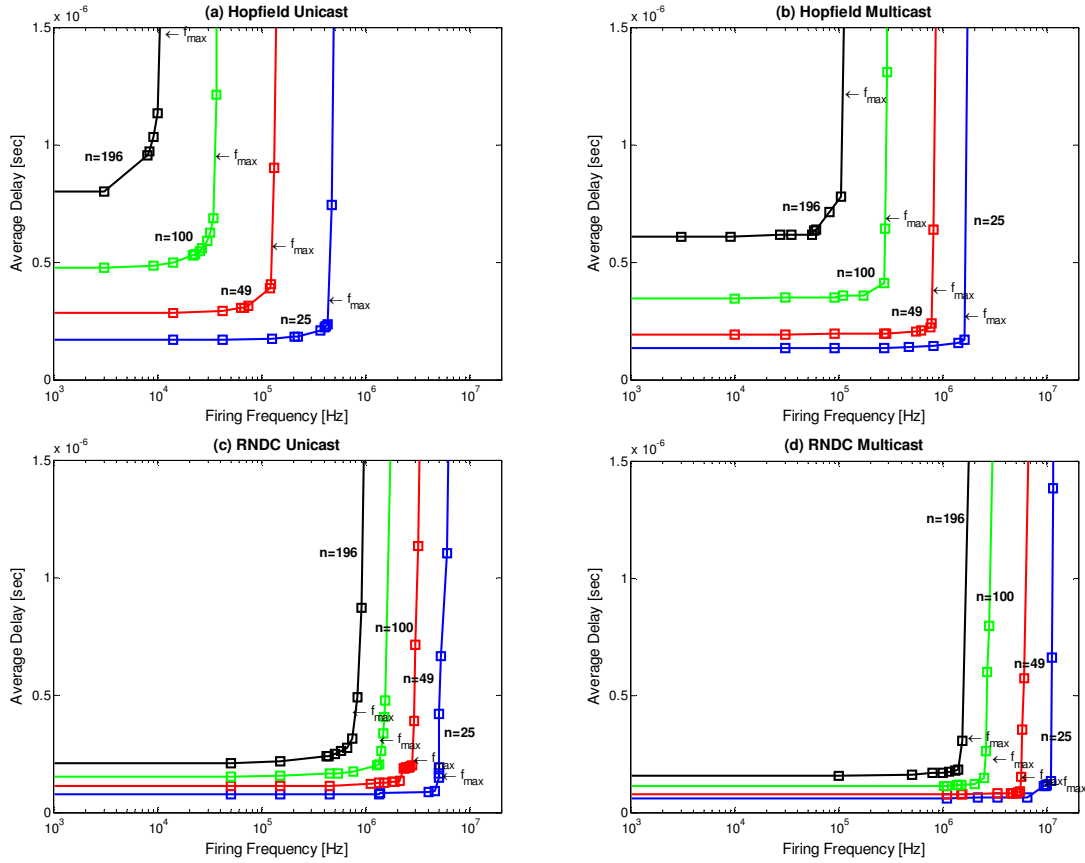 (a) Hopfield Unicast
x 10^-6
1.5
1
0.5
0
Average Delay [sec]
10^3 10^4 10^5 10^6 10^7
Firing Frequency [Hz]
← f_max
n=196
← f_max
n=100
← f_max
n=49
← f_max
n=25
(b) Hopfield Multicast
x 10^-6
1.5
1
0.5
0
Average Delay [sec]
10^3 10^4 10^5 10^6 10^7
Firing Frequency [Hz]
← f_max
n=196
← f_max
n=25
n=100
← f_max
n=49
← f_max
(c) RNDC Unicast
x 10^-6
1.5
1
0.5
0
Average Delay [sec]
10^3 10^4 10^5 10^6 10^7
Firing Frequency [Hz]
n=196
n=100
n=49
← f_max
n=25
← f_max
← f_max
← f_max
(d) RNDC Multicast
x 10^-6
1.5
1
0.5
0
Average Delay [sec]
10^3 10^4 10^5 10^6 10^7
Firing Frequency [Hz]
n=196
n=100
n=49
← f_max
n=25
← f_max
← f_max
f_max